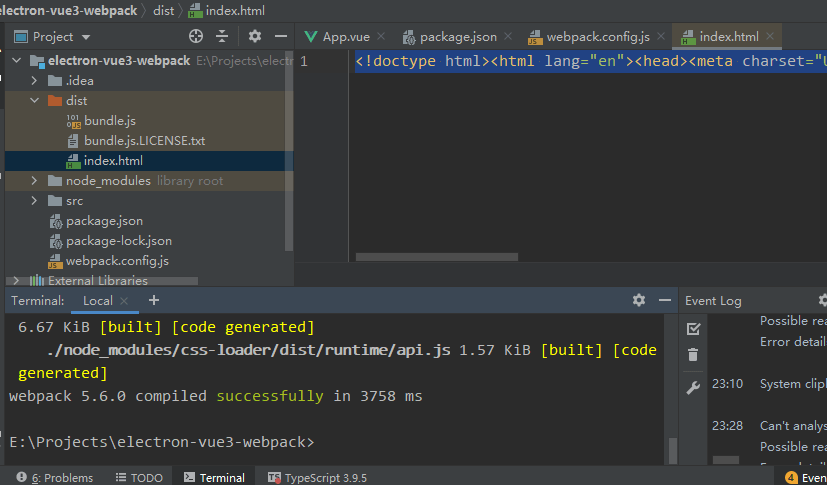 electron-vue3-webpack dist index.html
Project
App.vue package.json webpack.config.js index.html
electron-vue3-webpack E:\Projects\electr
.idea
dist
bundle.js
bundle.js.LICENSE.txt
index.html
node_modules library root
src
package.json
package-lock.json
webpack.config.js
External Libraries
1 <!doctype html><html lang="en"><head><meta charset="U
Terminal: Local +
6.67 KiB [built] [code generated]
./node_modules/css-loader/dist/runtime/api.js 1.57 KiB [built] [code
generated]
webpack 5.6.0 compiled successfully in 3758 ms
E:\Projects\electron-vue3-webpack>
Event Log
Possible rea
Error detail
23:10 System clipb
23:28 Can't analys
Possible rea
6: Problems TODO Terminal TypeScript 3.9.5 4 Even